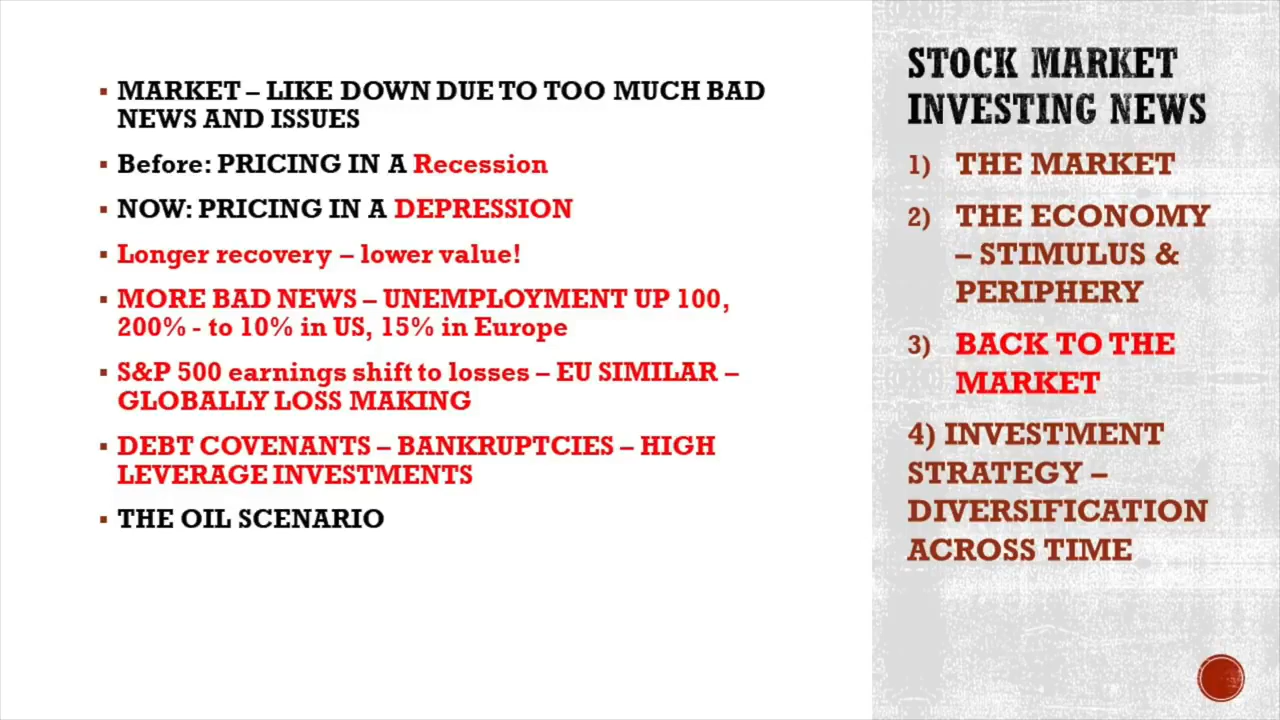 MARKET – LIKE DOWN DUE TO TOO MUCH BAD
NEWS AND ISSUES
Before: PRICING IN A Recession
NOW: PRICING IN A DEPRESSION
Longer recovery – lower value!
MORE BAD NEWS – UNEMPLOYMENT UP 100,
200% - to 10% in US, 15% in Europe
S&P 500 earnings shift to losses – EU SIMILAR –
GLOBALLY LOSS MAKING
DEBT COVENANTS – BANKRUPTCIES – HIGH
LEVERAGE INVESTMENTS
THE OIL SCENARIO
STOCK MARKET
INVESTING NEWS
1) THE MARKET
2) THE ECONOMY
– STIMULUS &
PERIPHERY
3) BACK TO THE
MARKET
4) INVESTMENT
STRATEGY –
DIVERSIFICATION
ACROSS TIME